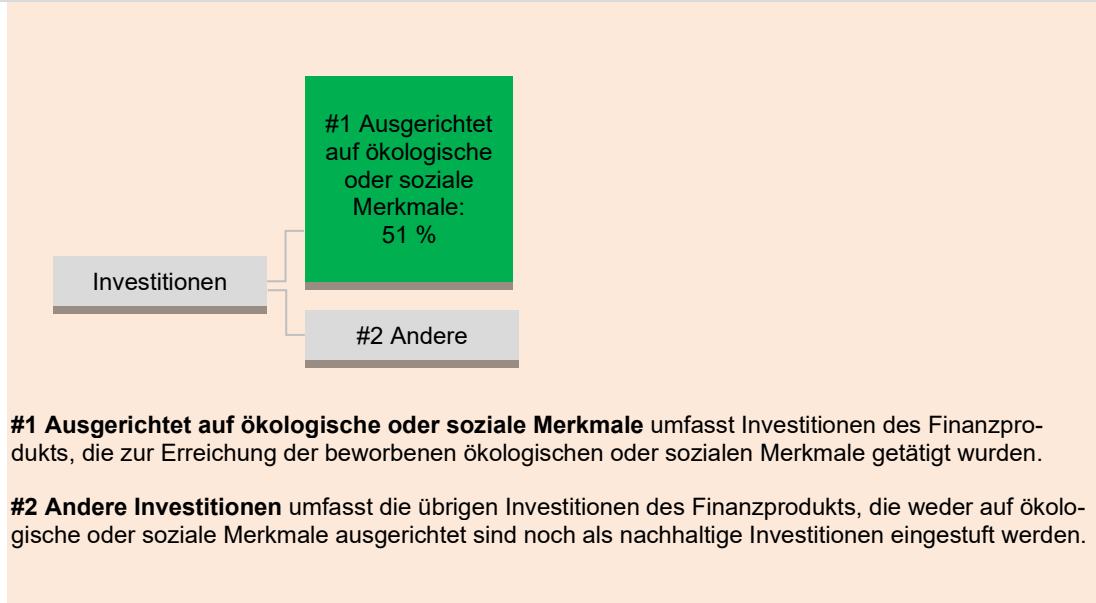 #1 Ausgerichtet
auf ökologische
oder soziale
Merkmale:
51 %
Investitionen
#2 Andere
#1 Ausgerichtet auf ökologische oder soziale Merkmale umfasst Investitionen des Finanzpro-
dukts, die zur Erreichung der beworbenen ökologischen oder sozialen Merkmale getätigt wurden.
#2 Andere Investitionen umfasst die übrigen Investitionen des Finanzprodukts, die weder auf ökolo-
gische oder soziale Merkmale ausgerichtet sind noch als nachhaltige Investitionen eingestuft werden.